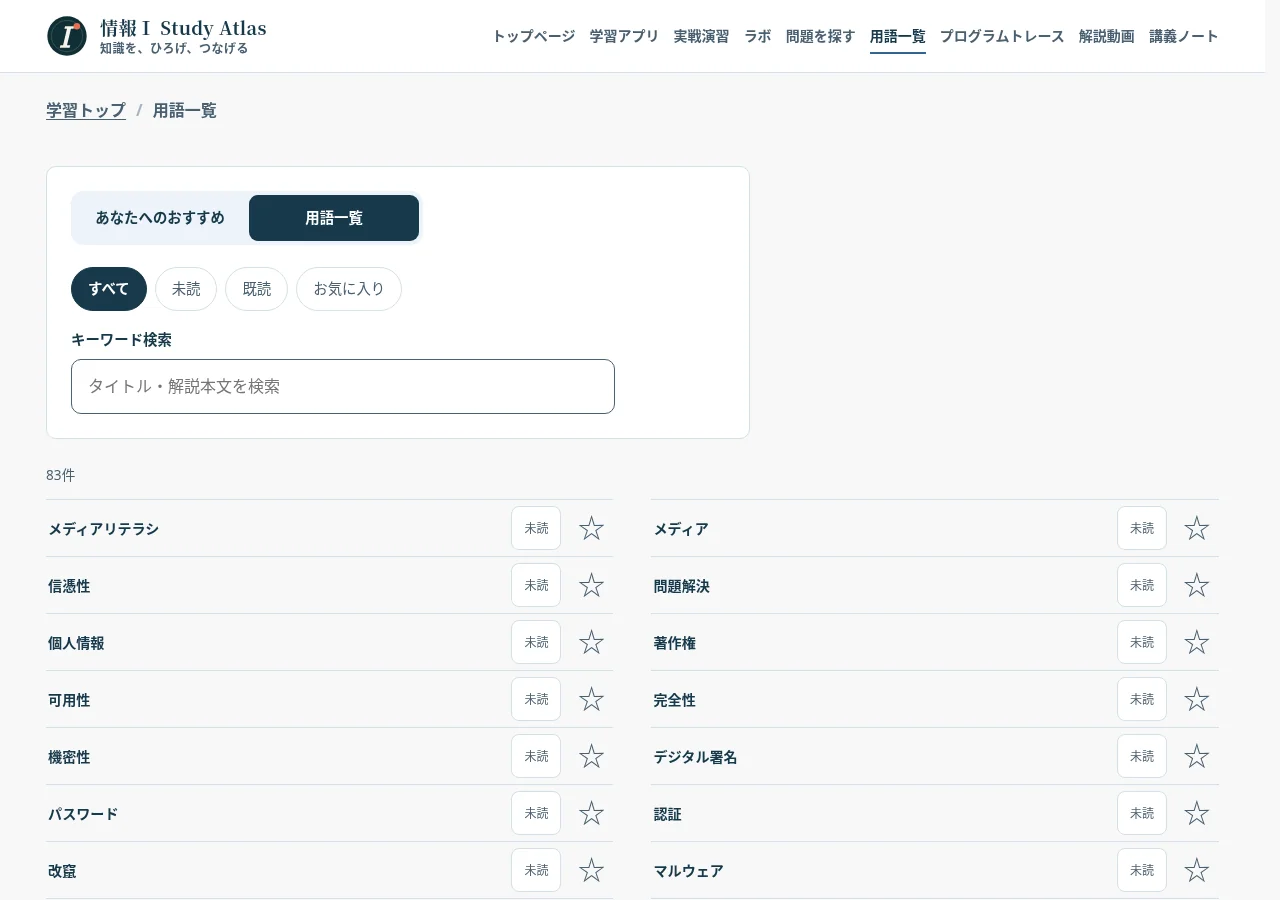 情報 I Study Atlas
知識を、ひろげ、つなげる
トップページ 学習アプリ 実戦演習 ラボ 問題を探す 用語一覧 プログラムトレース 解説動画 講義ノート
学習トップ / 用語一覧
あなたへのおすすめ 用語一覧
すべて 未読 既読 お気に入り
キーワード検索
タイトル・解説本文を検索
83件
メディアリテラシ 未読 ☆ メディア 未読 ☆
信憑性 未読 ☆ 問題解決 未読 ☆
個人情報 未読 ☆ 著作権 未読 ☆
可用性 未読 ☆ 完全性 未読 ☆
機密性 未読 ☆ デジタル署名 未読 ☆
パスワード 未読 ☆ 認証 未読 ☆
改竄 未読 ☆ マルウェア 未読 ☆